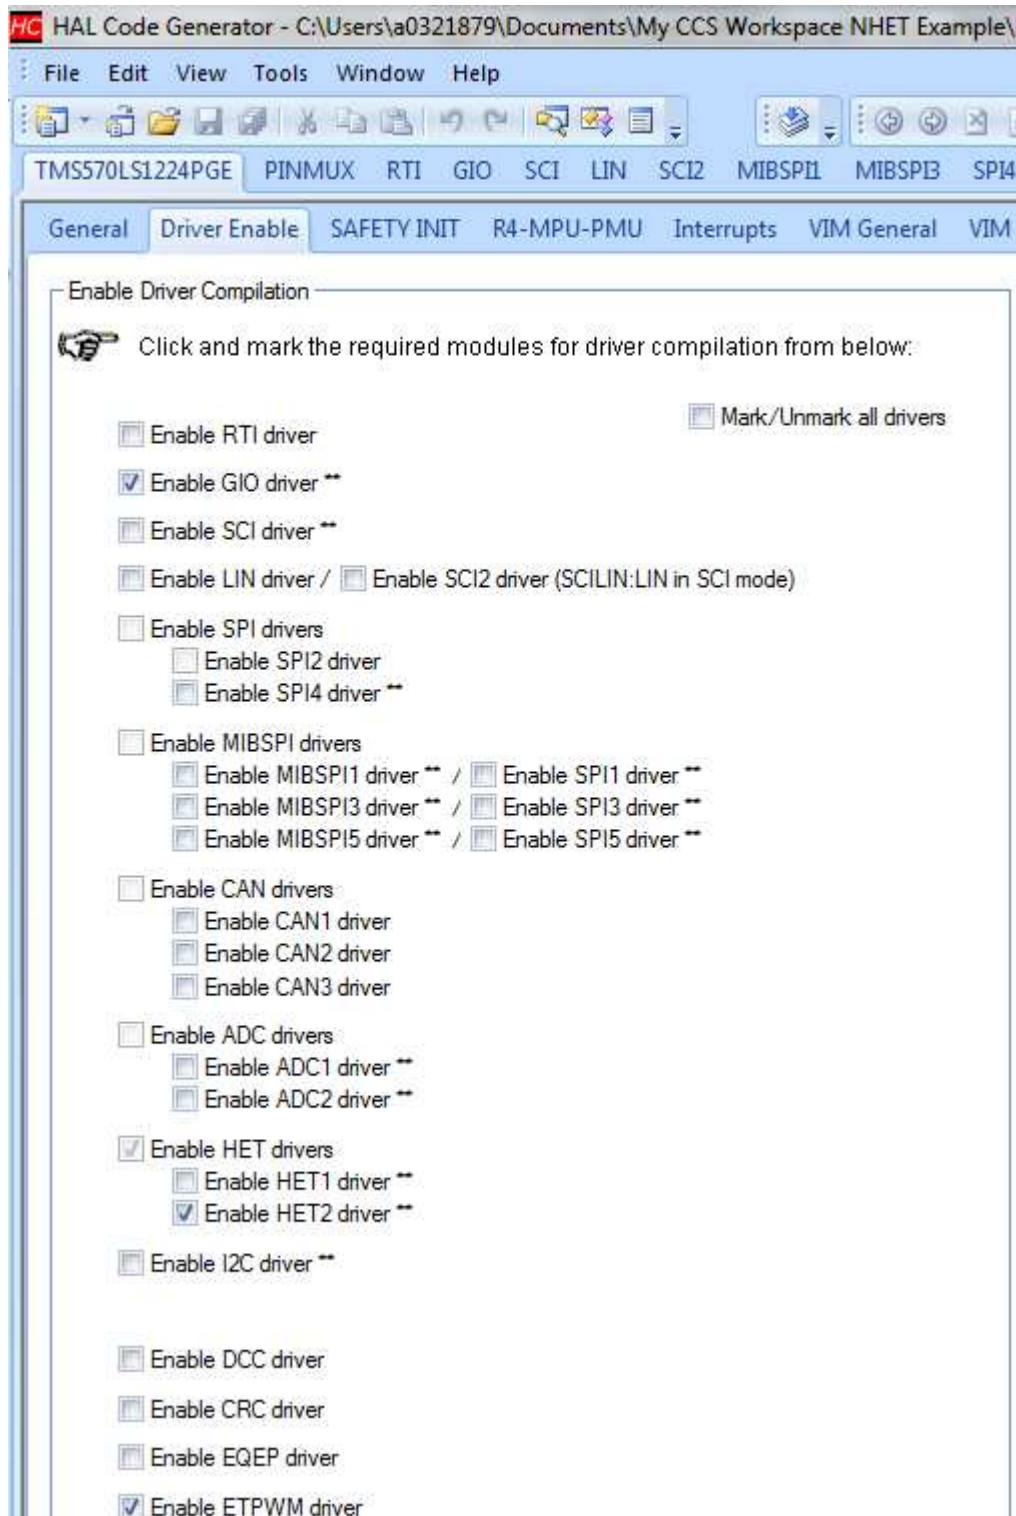 HC HAL Code Generator - C:\Users\a0321879\Documents\My CCS Workspace NHET Example\
File Edit View Tools Window Help
TMS570LS1224PGE PINMUX RTI GIO SCI LIN SCI2 MIBSPI1 MIBSPI3 SPI4
General Driver Enable SAFETY INIT R4-MPU-PMU Interrupts VIM General VIM
Enable Driver Compilation
Click and mark the required modules for driver compilation from below:
Mark/Unmark all drivers
Enable RTI driver
Enable GIO driver **
Enable SCI driver **
Enable LIN driver / Enable SCI2 driver (SCILIN:LIN in SCI mode)
Enable SPI drivers
Enable SPI2 driver
Enable SPI4 driver **
Enable MIBSPI drivers
Enable MIBSPI1 driver ** / Enable SPI1 driver **
Enable MIBSPI3 driver ** / Enable SPI3 driver **
Enable MIBSPI5 driver ** / Enable SPI5 driver **
Enable CAN drivers
Enable CAN1 driver
Enable CAN2 driver
Enable CAN3 driver
Enable ADC drivers
Enable ADC1 driver **
Enable ADC2 driver **
Enable HET drivers
Enable HET1 driver **
Enable HET2 driver **
Enable I2C driver **
Enable DCC driver
Enable CRC driver
Enable EQEP driver
Enable ETPWM driver